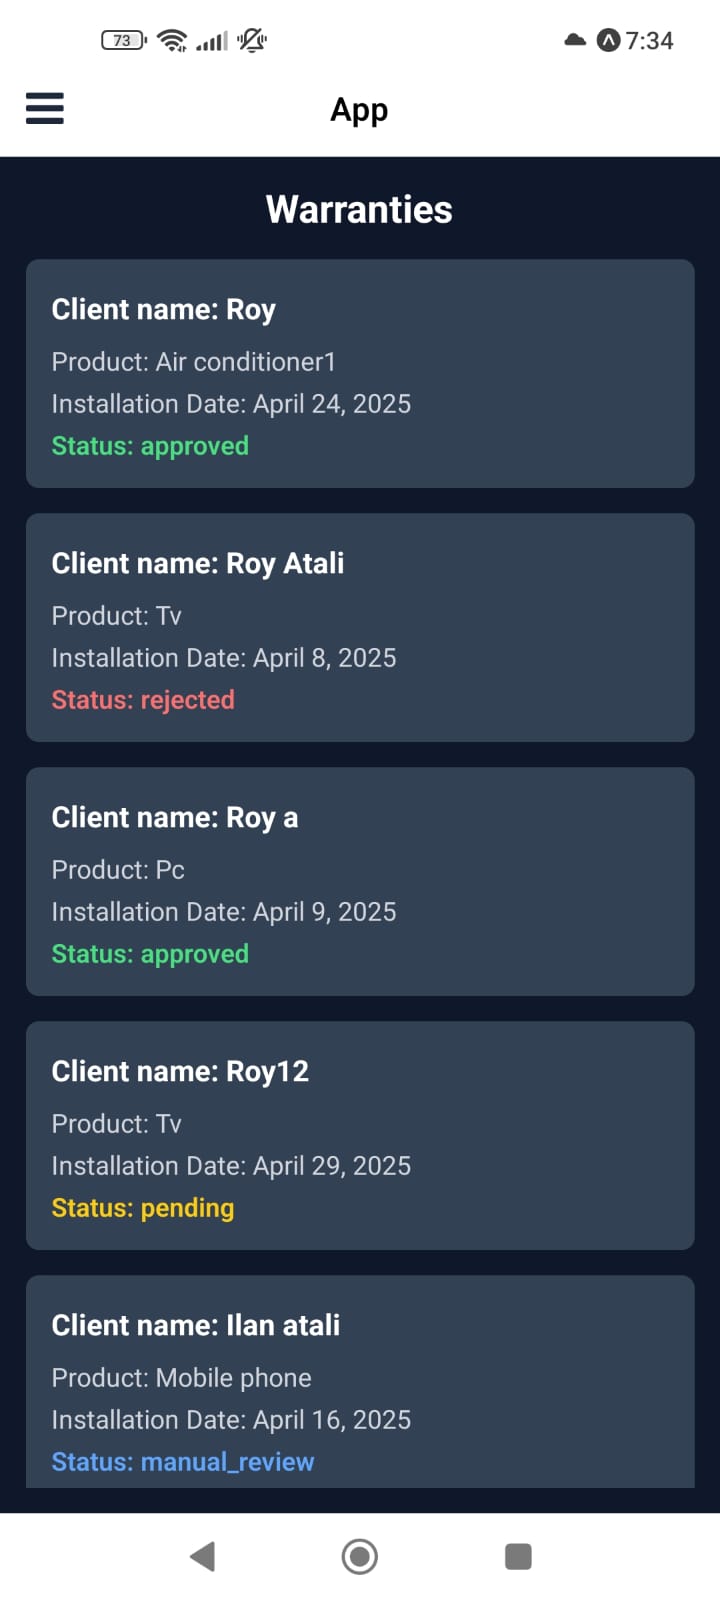 73
7:34
App
Warranties
Client name: Roy
Product: Air conditioner1
Installation Date: April 24, 2025
Status: approved
Client name: Roy Atali
Product: Tv
Installation Date: April 8, 2025
Status: rejected
Client name: Roy a
Product: Pc
Installation Date: April 9, 2025
Status: approved
Client name: Roy12
Product: Tv
Installation Date: April 29, 2025
Status: pending
Client name: Ilan atali
Product: Mobile phone
Installation Date: April 16, 2025
Status: manual_review